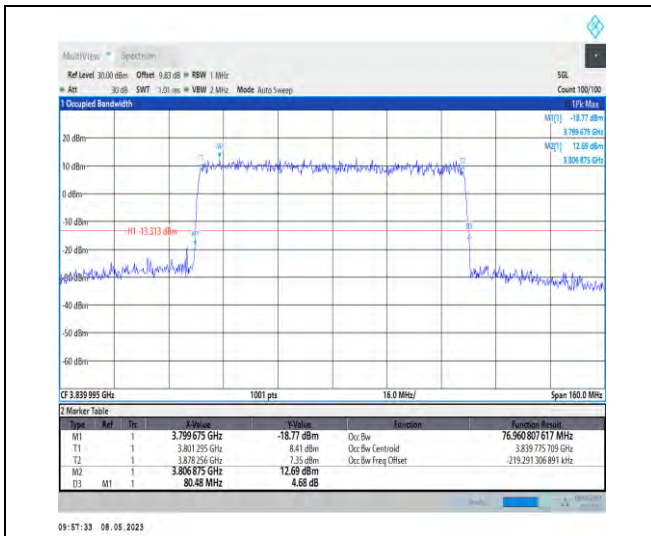 MultiView Spectrum
Ref Level 30.00 dBm Offset 9.83 dB RBW 1 MHz SGL
Att 30 dB SWT 1.01 ms VBW 2 MHz Mode Auto Sweep Count 100/100
1 Occupied Bandwidth 1Pk Max
M1[1] -18.77 dBm
3.799 675 GHz
20 dBm
M2[1] 12.69 dBm
3.806 875 GHz
10 dBm
0 dBm
-10 dBm
H1 -13.313 dBm
-20 dBm
-30 dBm
-40 dBm
-50 dBm
-60 dBm
CF 3.839 995 GHz 1001 pts 16.0 MHz/ Span 160.0 MHz
2 Marker Table
Type Ref Trc X-Value Y-Value Function Function Result
M1 1 3.799 675 GHz -18.77 dBm Occ Bw 76.960 807 617 MHz
T1 1 3.801 295 GHz 8.41 dBm Occ Bw Centroid 3.839 775 709 GHz
T2 1 3.878 256 GHz 7.35 dBm Occ Bw Freq Offset -219.291 306 891 kHz
M2 1 3.806 875 GHz 12.69 dBm
D3 M1 1 80.48 MHz 4.68 dB
09:57:33 08.05.2023